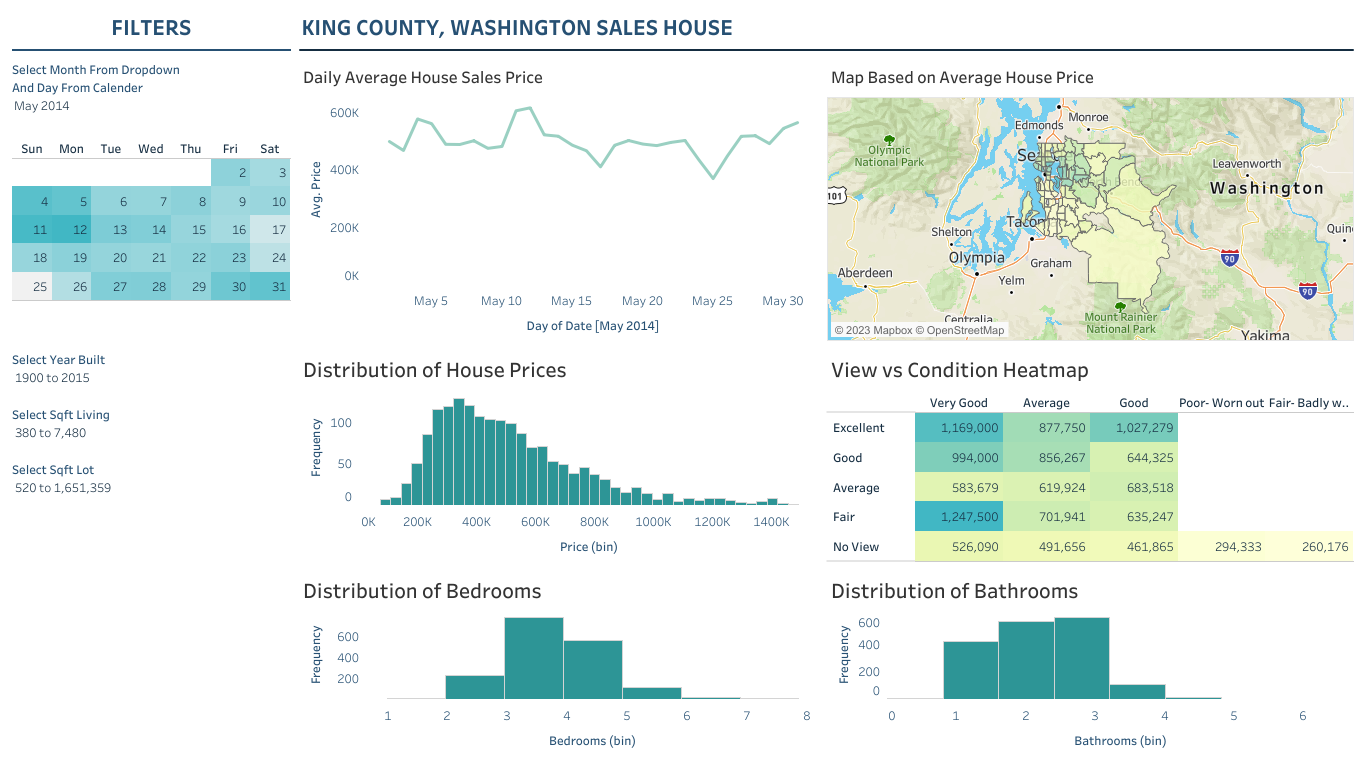 FILTERS
KING COUNTY, WASHINGTON SALES HOUSE
Select Month From Dropdown
And Day From Calender
May 2014
Sun Mon Tue Wed Thu Fri Sat
2 3
4 5 6 7 8 9 10
11 12 13 14 15 16 17
18 19 20 21 22 23 24
25 26 27 28 29 30 31
Select Year Built
1900 to 2015
Select Sqft Living
380 to 7,480
Select Sqft Lot
520 to 1,651,359
Daily Average House Sales Price
Avg. Price
600K
400K
200K
0K
May 5 May 10 May 15 May 20 May 25 May 30
Day of Date [May 2014]
Map Based on Average House Price
Edmonds
Monroe
Olympic
National Park
Leavenworth
Washington
101
Shelton
Olympia
Graham
Yelm
Aberdeen
90
90
Centralia
Mount Rainier
National Park
Yakima
© 2023 Mapbox © OpenStreetMap
Distribution of House Prices
Frequency
100
50
0
0K 200K 400K 600K 800K 1000K 1200K 1400K
Price (bin)
View vs Condition Heatmap
Very Good Average Good Poor- Worn out Fair- Badly w..
Excellent 1,169,000 877,750 1,027,279
Good 994,000 856,267 644,325
Average 583,679 619,924 683,518
Fair 1,247,500 701,941 635,247
No View 526,090 491,656 461,865 294,333 260,176
Distribution of Bedrooms
Frequency
600
400
200
1 2 3 4 5 6 7 8
Bedrooms (bin)
Distribution of Bathrooms
Frequency
600
400
200
0
0 1 2 3 4 5 6
Bathrooms (bin)